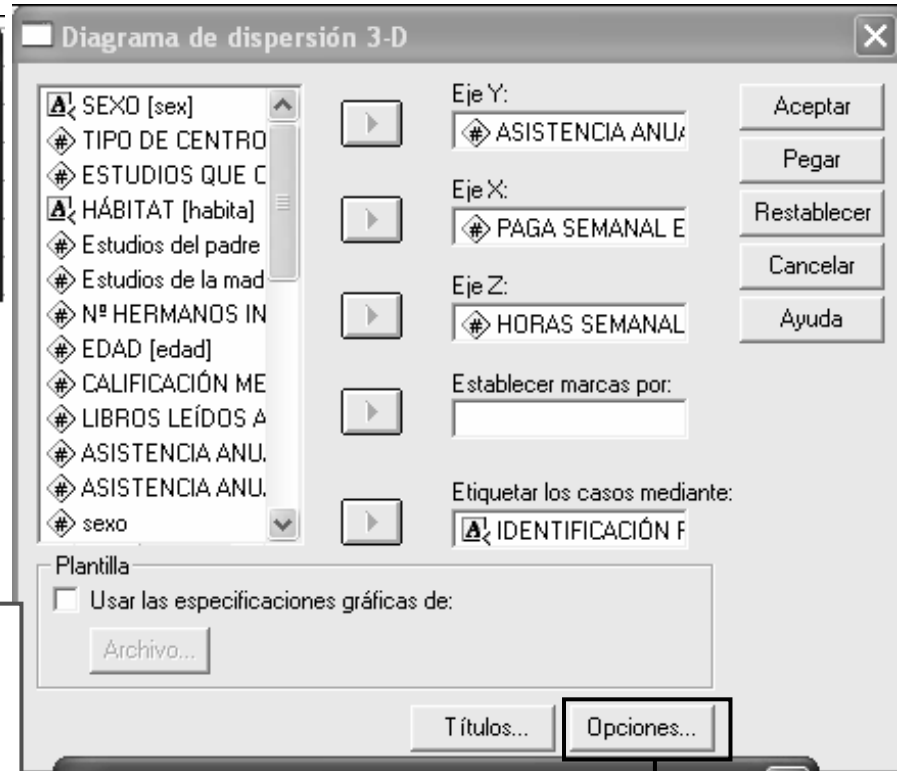 Diagrama de dispersión 3-D
SEXO [sex]
TIPO DE CENTRO
ESTUDIOS QUE C
HÁBITAT [habita]
Estudios del padre
Estudios de la mad
Nº HERMANOS IN
EDAD [edad]
CALIFICACIÓN ME
LIBROS LEÍDOS A
ASISTENCIA ANU.
ASISTENCIA ANU.
sexo
Eje Y:
ASISTENCIA ANUA
Eje X:
PAGA SEMANAL E
Eje Z:
HORAS SEMANAL
Establecer marcas por:
Etiquetar los casos mediante:
IDENTIFICACIÓN F
Aceptar
Pegar
Restablecer
Cancelar
Ayuda
Plantilla
Usar las especificaciones gráficas de:
Archivo...
Títulos...
Opciones...